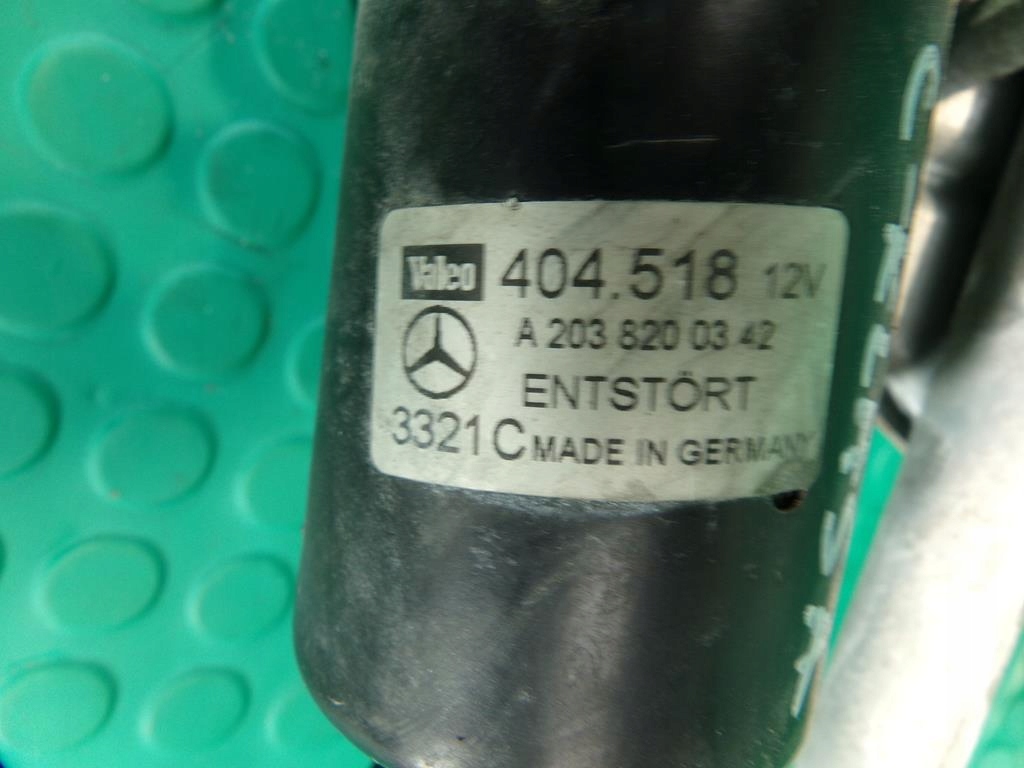 Valeo 404.518 12V
A 203 820 03 42
ENTSTÖRT
3321 C MADE IN GERMANY